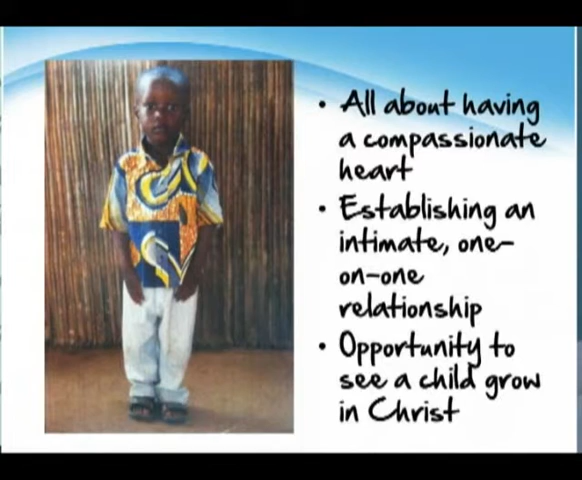 • All about having
a compassionate
heart
• Establishing an
intimate, one-
on-one
relationship
• Opportunity to
see a child grow
in Christ